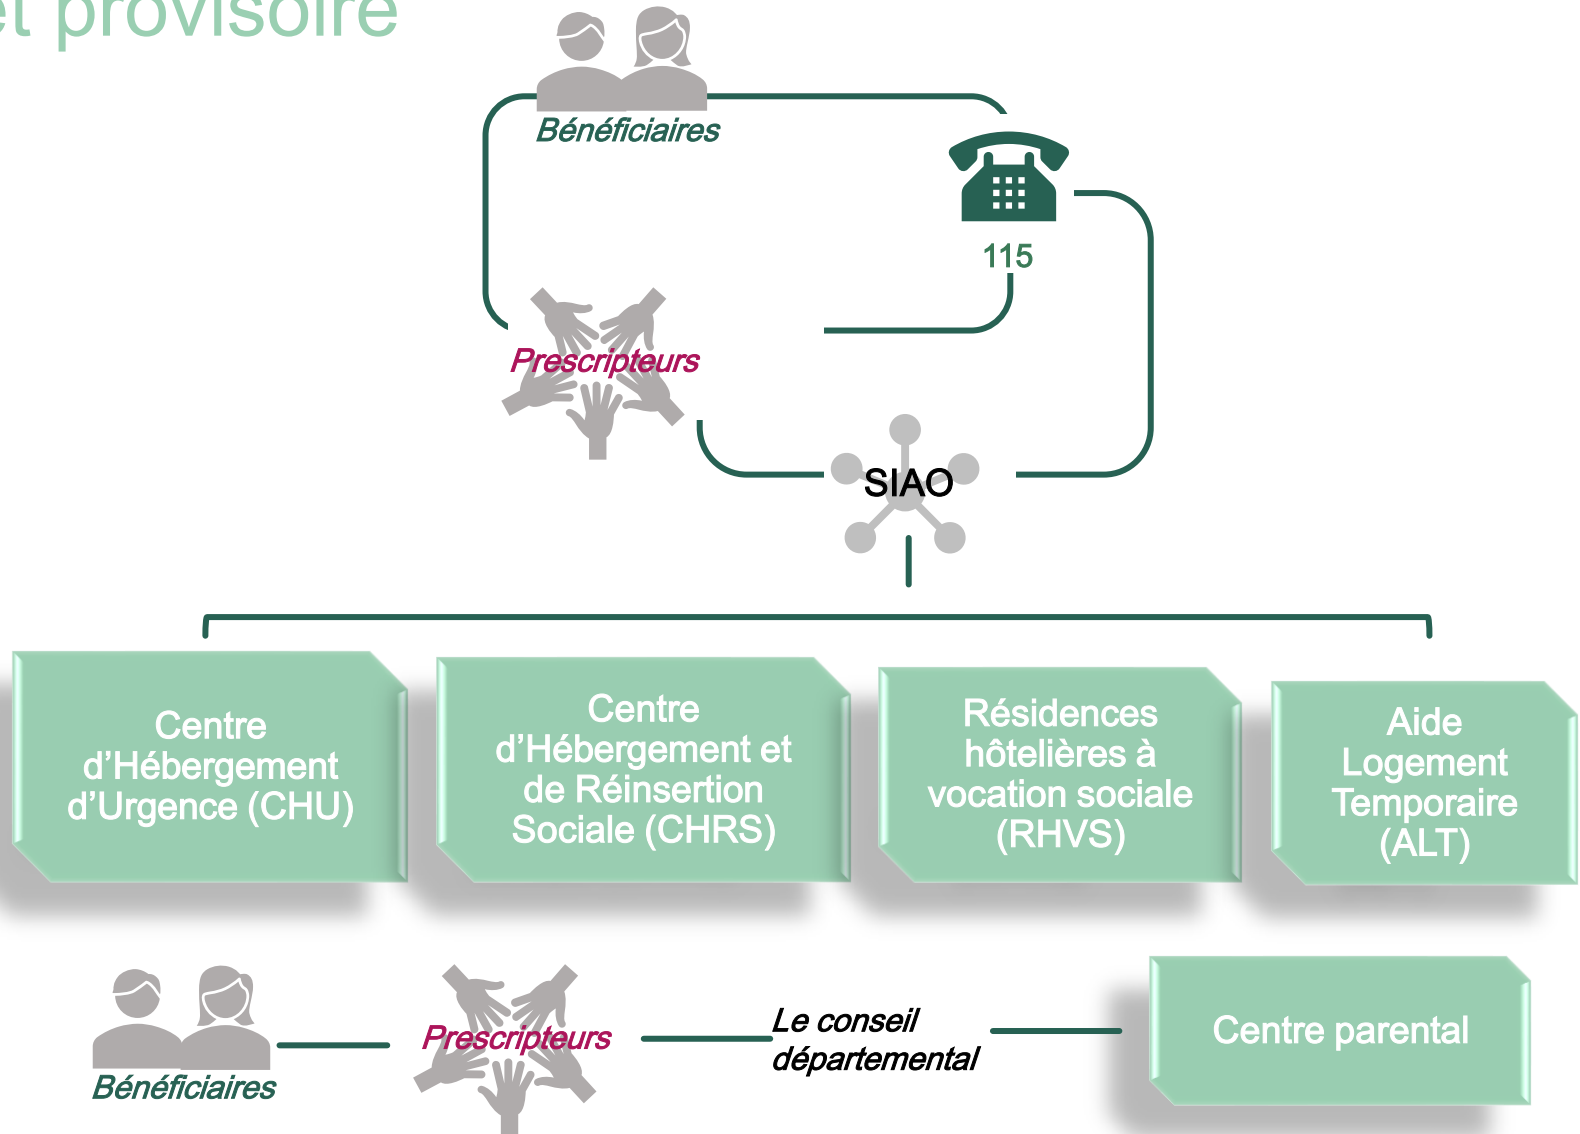 et provisoire
Bénéficiaires
115
Prescripteurs
SIAO
Centre
d’Hébergement
d’Urgence (CHU)
Centre
d’Hébergement et
de Réinsertion
Sociale (CHRS)
Résidences
hôtelières à
vocation sociale
(RHVS)
Aide
Logement
Temporaire
(ALT)
Bénéficiaires
Prescripteurs
Le conseil
départemental
Centre parental